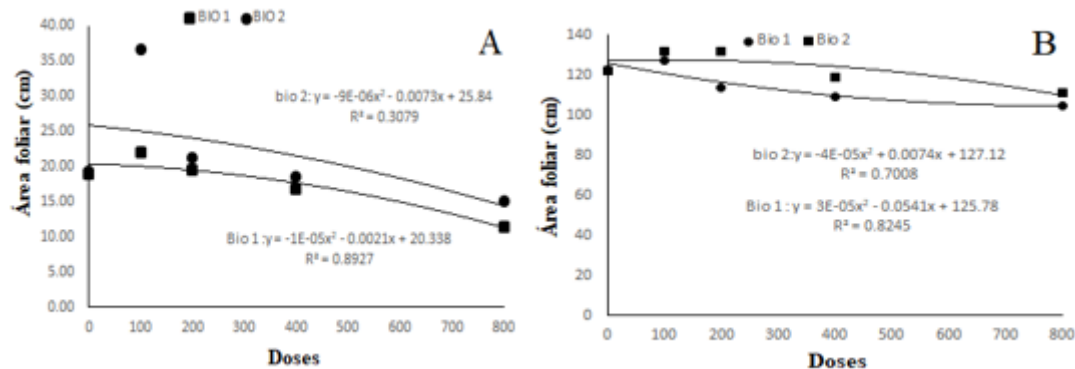 BIO 1 BIO 2
A
40.00
35.00
30.00
25.00
20.00
15.00
10.00
5.00
0.00
Área foliar (cm)
bio 2: y = -9E-06x² - 0.0073x + 25.84
R² = 0.3079
Bio 1 :y = -1E-05x² - 0.0021x + 20.338
R² = 0.8927
0 100 200 300 400 500 600 700 800
Doses
Bio 1 Bio 2
B
140
120
100
80
60
40
20
0
Área foliar (cm)
bio 2:y = -4E-05x² + 0.0074x + 127.12
R² = 0.7008
Bio 1 : y = 3E-05x² - 0.0541x + 125.78
R² = 0.8245
0 100 200 300 400 500 600 700 800
Doses